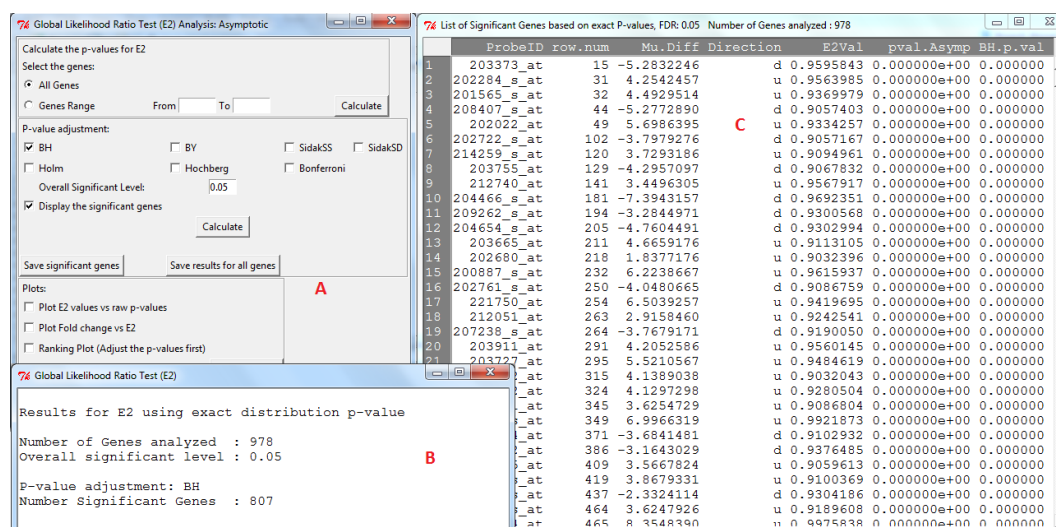 Global Likelihood Ratio Test (E2) Analysis: Asymptotic
Calculate the p-values for E2
Select the genes:
All Genes
Genes Range From To Calculate
P-value adjustment:
BH BY SidakSS SidakSD
Holm Hochberg Bonferroni
Overall Significant Level: 0.05
Display the significant genes
Calculate
Save significant genes Save results for all genes
A
Plots:
Plot E2 values vs raw p-values
Plot Fold change vs E2
Ranking Plot (Adjust the p-values first)
Global Likelihood Ratio Test (E2)
Results for E2 using exact distribution p-value
Number of Genes analyzed : 978
Overall significant level : 0.05
B
P-value adjustment: BH
Number Significant Genes : 807
List of Significant Genes based on exact P-values, FDR: 0.05 Number of Genes analyzed : 978
ProbeID row.num Mu.Diff Direction E2Val pval.Asymp BH.p.val
1 203373_at 15 -5.2832246 d 0.9595843 0.000000e+00 0.000000
2 202284_s_at 31 4.2542457 u 0.9563985 0.000000e+00 0.000000
3 201565_s_at 32 4.4929514 u 0.9369979 0.000000e+00 0.000000
4 208407_s_at 44 -5.2772890 d 0.9057403 0.000000e+00 0.000000
5 202022_at 49 5.6986395 u 0.9334257 0.000000e+00 0.000000
C
6 202722_s_at 102 -3.7979276 d 0.9057167 0.000000e+00 0.000000
7 214259_s_at 120 3.7293186 u 0.9094961 0.000000e+00 0.000000
8 203755_at 129 -4.2957097 d 0.9067832 0.000000e+00 0.000000
9 212740_at 141 3.4496305 u 0.9567917 0.000000e+00 0.000000
10 204466_s_at 181 -7.3943157 d 0.9692351 0.000000e+00 0.000000
11 209262_s_at 194 -3.2844971 d 0.9300568 0.000000e+00 0.000000
12 204654_s_at 205 -4.7604491 d 0.9302994 0.000000e+00 0.000000
13 203665_at 211 4.6659176 u 0.9113105 0.000000e+00 0.000000
14 202680_at 218 1.8377176 u 0.9032396 0.000000e+00 0.000000
15 200887_s_at 232 6.2238667 u 0.9615937 0.000000e+00 0.000000
16 202761_s_at 250 -4.0480665 d 0.9086759 0.000000e+00 0.000000
17 221750_at 254 6.5039257 u 0.9419695 0.000000e+00 0.000000
18 212051_at 263 2.9158460 u 0.9242541 0.000000e+00 0.000000
19 207238_s_at 264 -3.7679171 d 0.9190050 0.000000e+00 0.000000
20 203911_at 291 4.2052586 u 0.9560145 0.000000e+00 0.000000
21 203727_at 295 5.5210567 u 0.9484619 0.000000e+00 0.000000
at 315 4.1389038 u 0.9032043 0.000000e+00 0.000000
at 324 4.1297298 u 0.9280504 0.000000e+00 0.000000
at 345 3.6254729 u 0.9086804 0.000000e+00 0.000000
s_at 349 6.9966319 u 0.9921873 0.000000e+00 0.000000
at 371 -3.6841481 d 0.9102932 0.000000e+00 0.000000
at 386 -3.1643029 d 0.9376485 0.000000e+00 0.000000
at 409 3.5667824 u 0.9059613 0.000000e+00 0.000000
at 419 3.8679331 u 0.9100369 0.000000e+00 0.000000
at 437 -2.3324114 d 0.9304186 0.000000e+00 0.000000
s_at 464 3.6247926 u 0.9189608 0.000000e+00 0.000000
at 465 8.3548390 u 0.9975838 0.000000e+00 0.000000